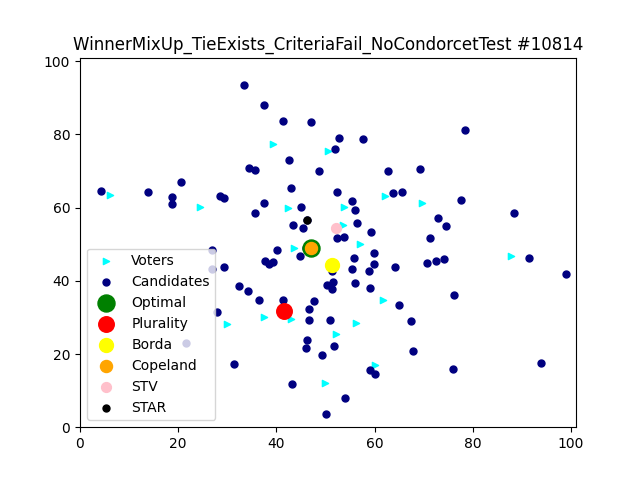 WinnerMixUp_TieExists_CriteriaFail_NoCondorcetTest #10814
100
80
60
40
20
0
0 20 40 60 80 100
Voters
Candidates
Optimal
Plurality
Borda
Copeland
STV
STAR